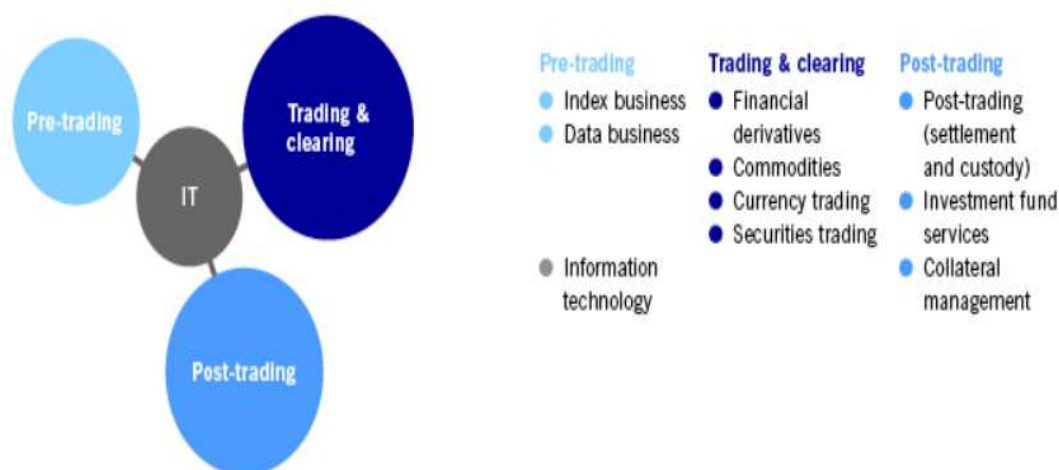 Pre-trading
Trading &
clearing
IT
Post-trading
Pre-trading
Index business
Data business
Information
technology
Trading & clearing
Financial
derivatives
Commodities
Currency trading
Securities trading
Post-trading
Post-trading
(settlement
and custody)
Investment fund
services
Collateral
management